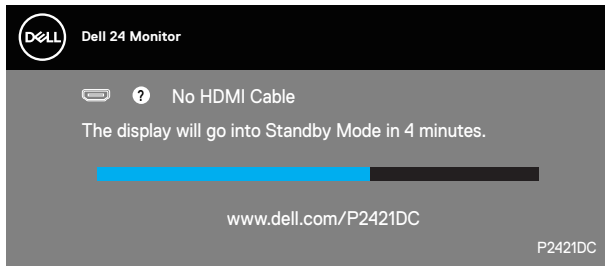 DELL
Dell 24 Monitor
? No HDMI Cable
The display will go into Standby Mode in 4 minutes.
www.dell.com/P2421DC
P2421DC